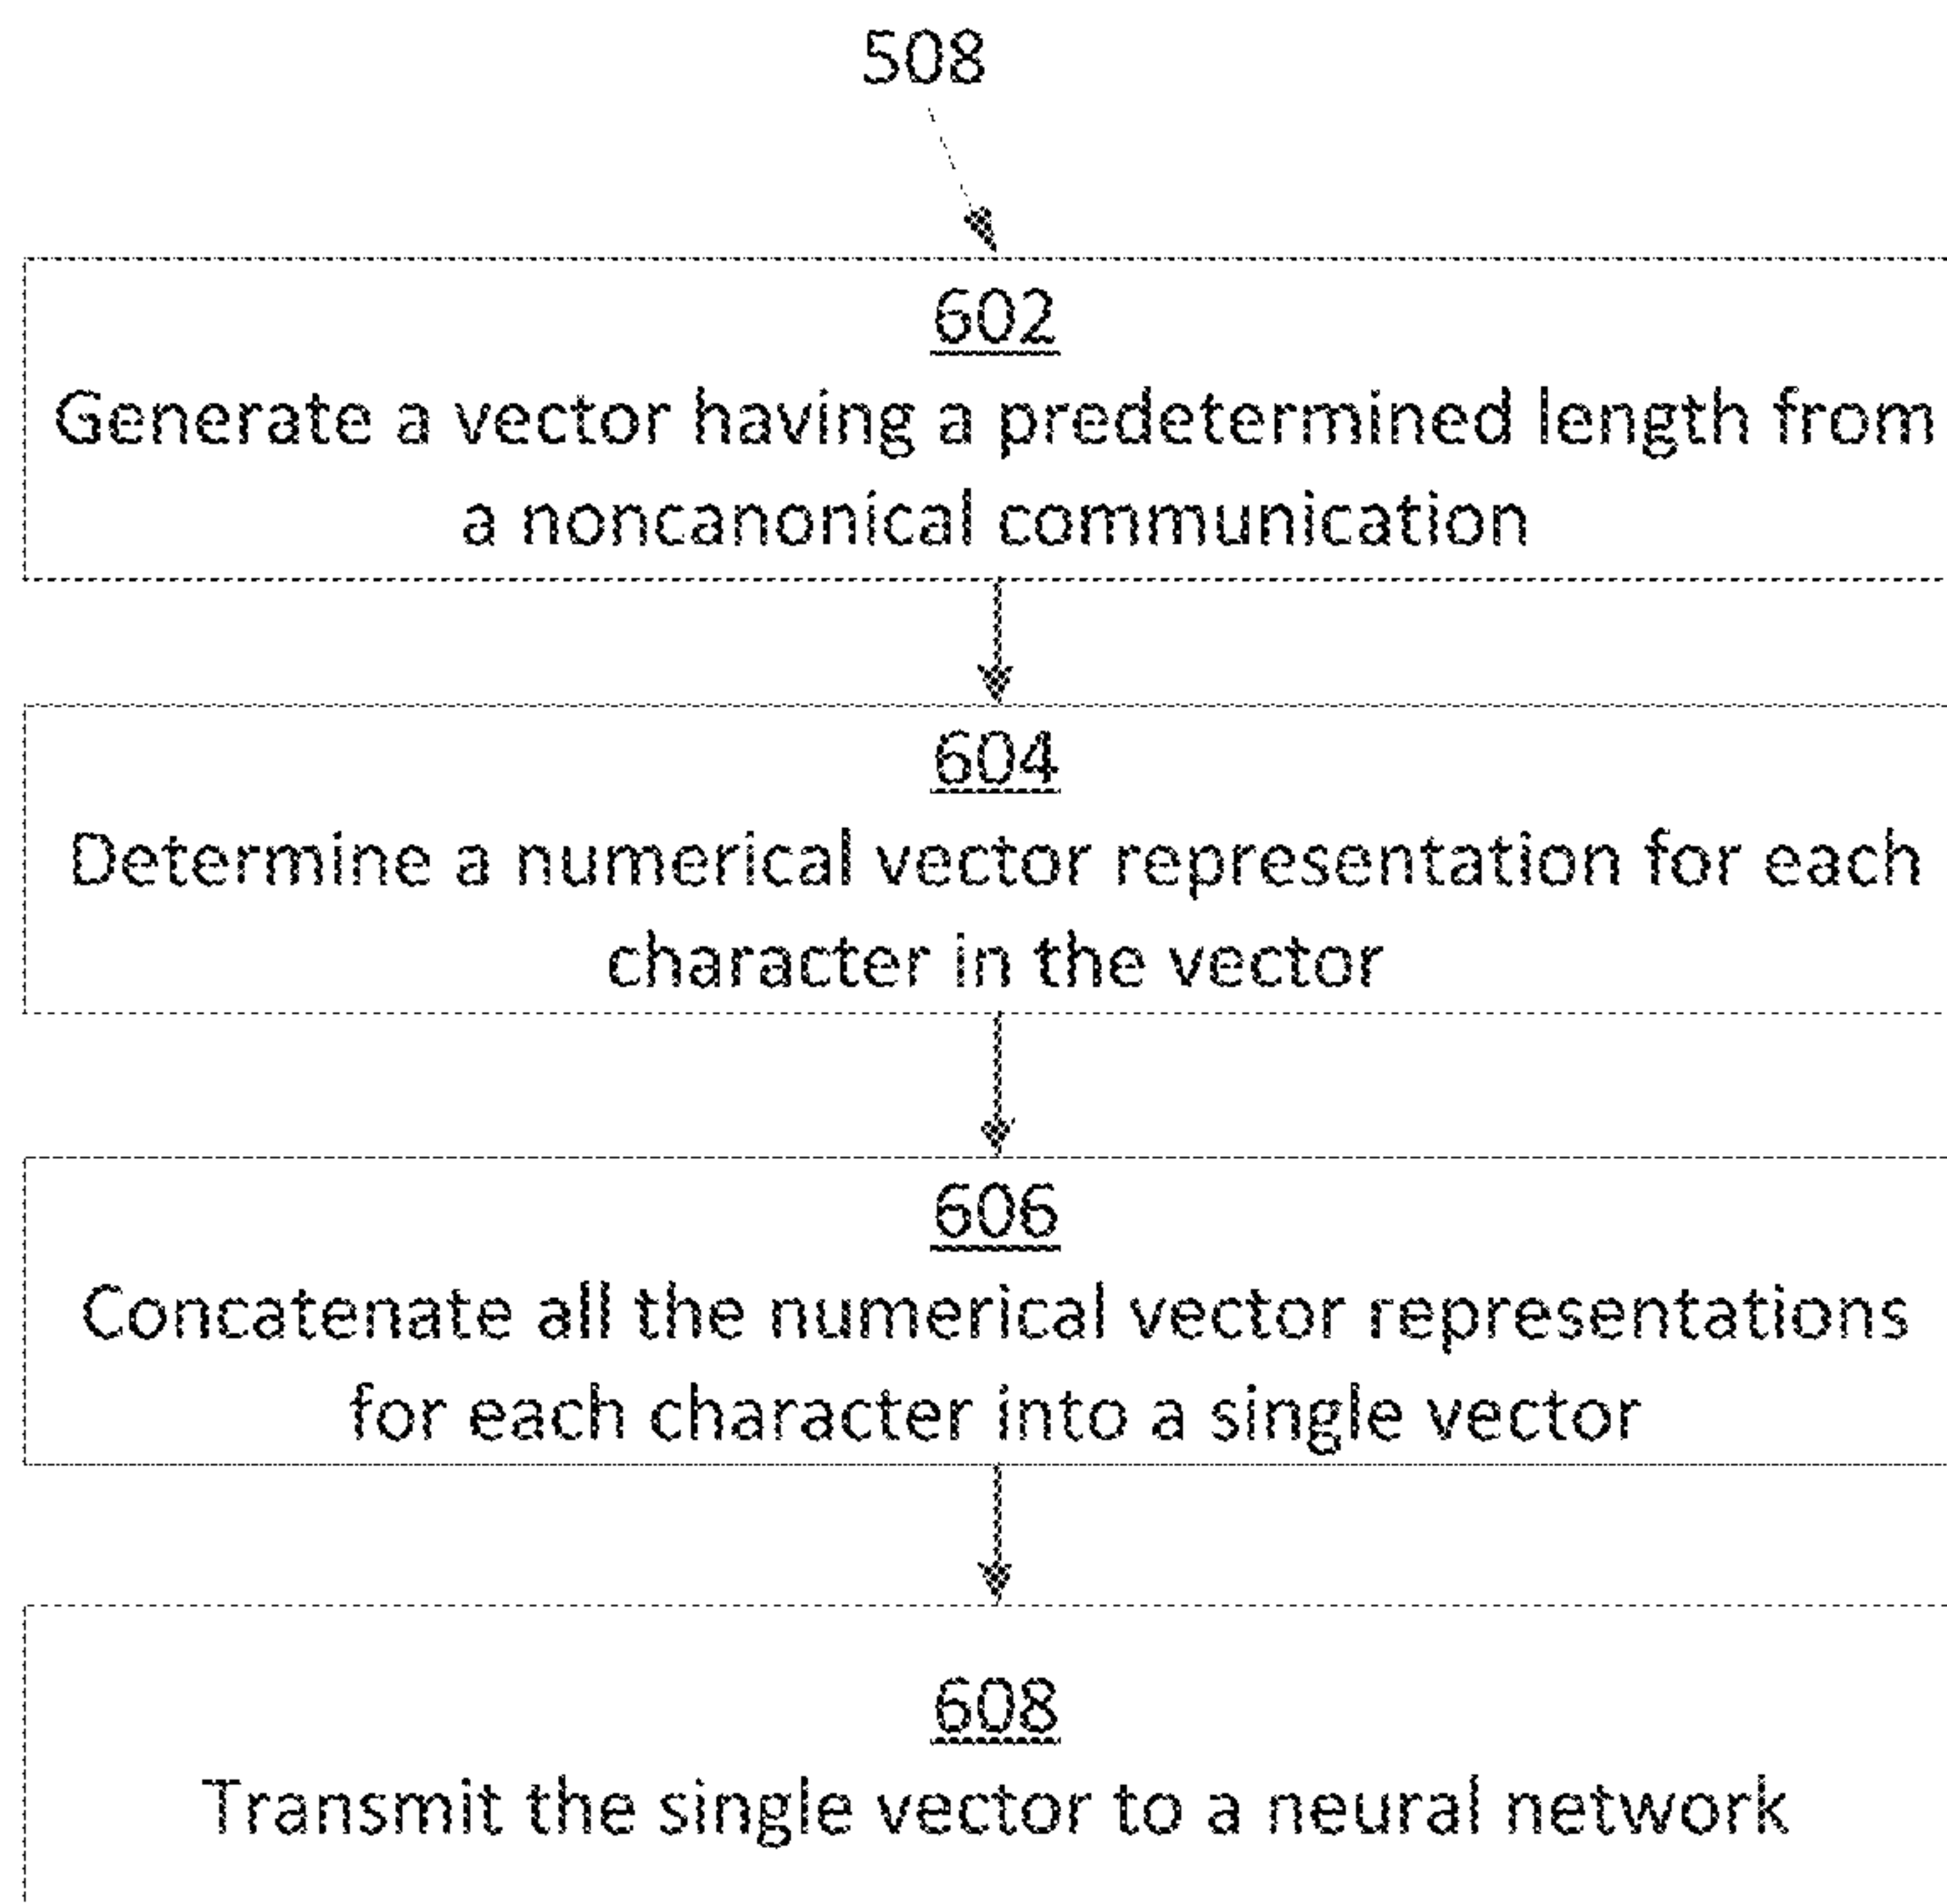 508
602
Generate a vector having a predetermined length from
a noncanonical communication
604
Determine a numerical vector representation for each
character in the vector
606
Concatenate all the numerical vector representations
for each character into a single vector
608
Transmit the single vector to a neural network